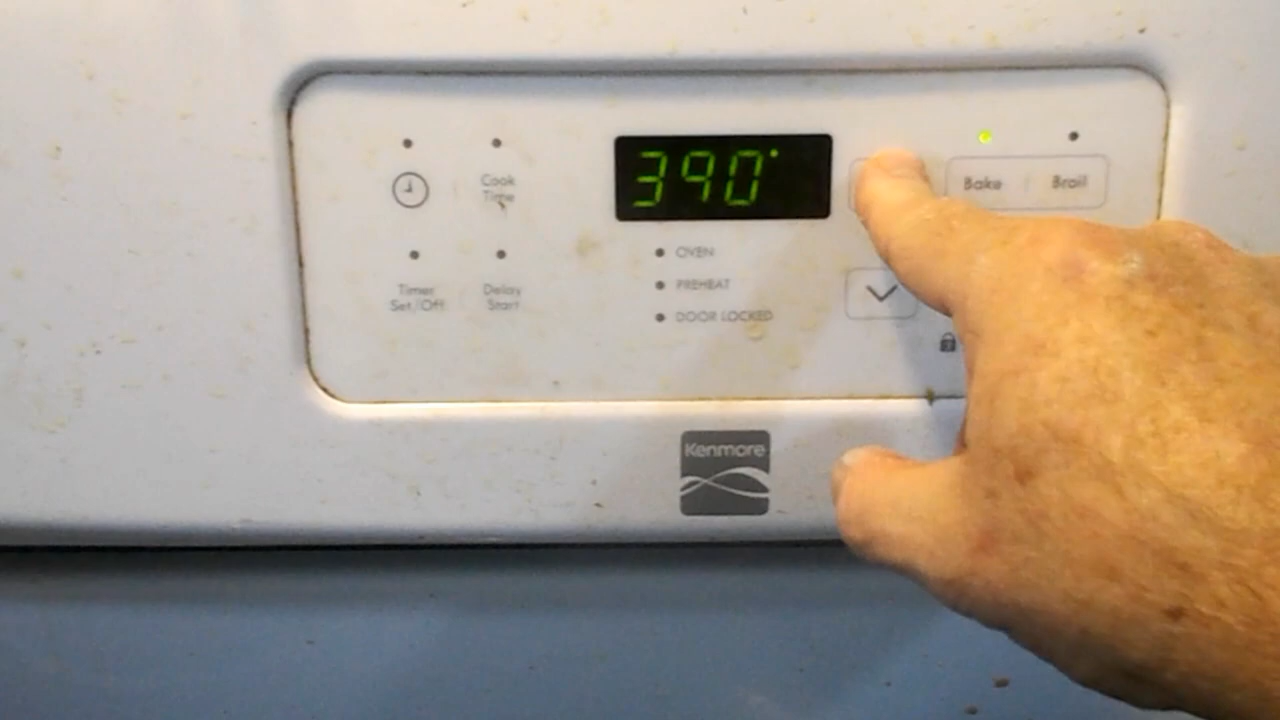 Cook
Time
390°
Bake
Broil
OVEN
Timer
Set/Off
Delay
Start
PREHEAT
DOOR LOCKED
Kenmore